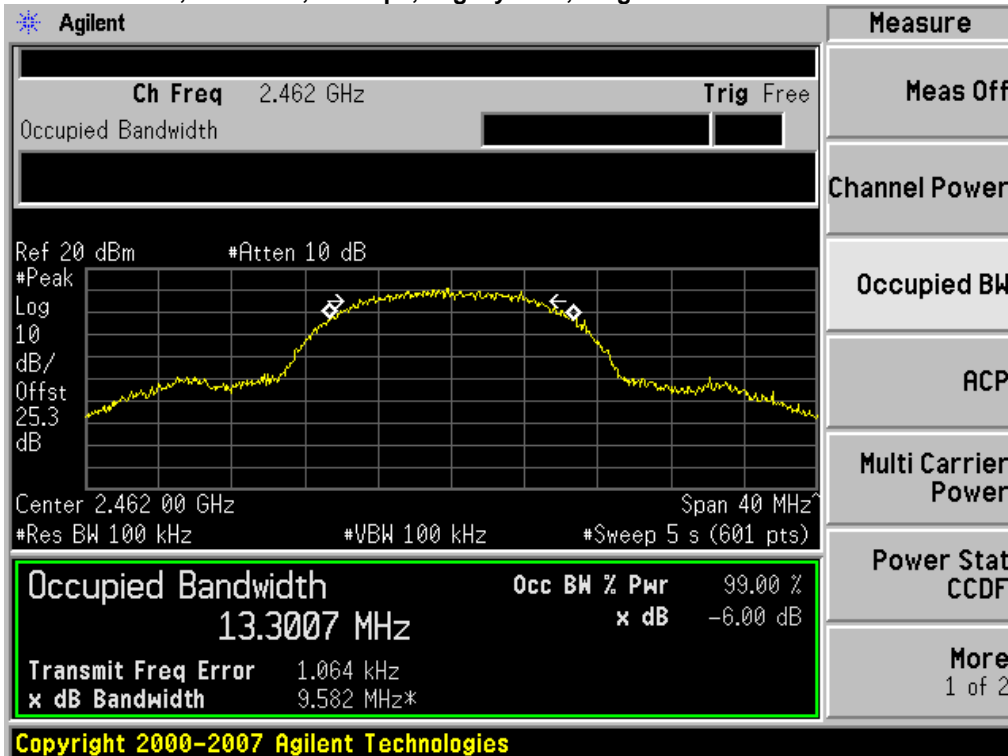 Agilent
Measure
Ch Freq 2.462 GHz Trig Free
Occupied Bandwidth
Meas Off
Channel Power
Occupied BW
ACP
Multi Carrier
Power
Power Stat
CCDF
More
1 of 2
Ref 20 dBm #Atten 10 dB
#Peak
Log
10
dB/
Offst
25.3
dB
Center 2.462 00 GHz Span 40 MHz^
#Res BW 100 kHz #VBW 100 kHz #Sweep 5 s (601 pts)
Occupied Bandwidth
13.3007 MHz
Occ BW % Pwr 99.00 %
x dB -6.00 dB
Transmit Freq Error 1.064 kHz
x dB Bandwidth 9.582 MHz*
Copyright 2000-2007 Agilent Technologies